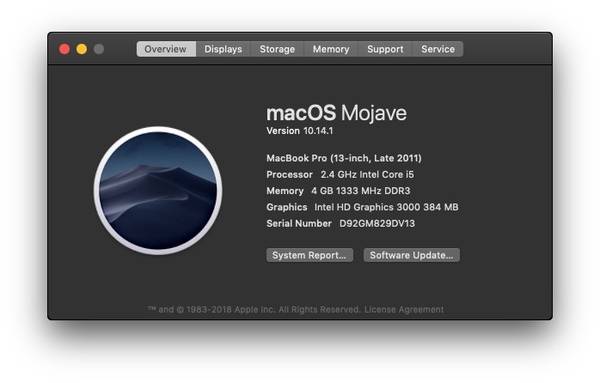 Overview Displays Storage Memory Support Service
macOS Mojave
Version 10.14.1
MacBook Pro (13-inch, Late 2011)
Processor 2.4 GHz Intel Core i5
Memory 4 GB 1333 MHz DDR3
Graphics Intel HD Graphics 3000 384 MB
Serial Number D92GM829DV13
System Report... Software Update...
™ and © 1983-2018 Apple Inc. All Rights Reserved. License Agreement